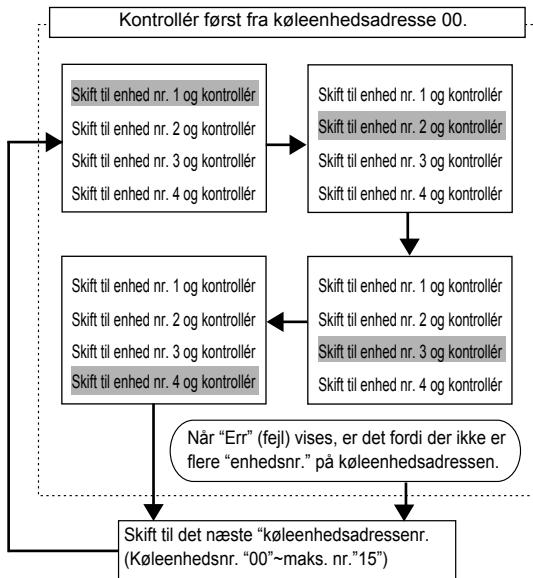 Kontrollér først fra køleenhedsadresse 00.
Skift til enhed nr. 1 og kontrollér
Skift til enhed nr. 2 og kontrollér
Skift til enhed nr. 3 og kontrollér
Skift til enhed nr. 4 og kontrollér
Skift til enhed nr. 1 og kontrollér
Skift til enhed nr. 2 og kontrollér
Skift til enhed nr. 3 og kontrollér
Skift til enhed nr. 4 og kontrollér
Skift til enhed nr. 1 og kontrollér
Skift til enhed nr. 2 og kontrollér
Skift til enhed nr. 3 og kontrollér
Skift til enhed nr. 4 og kontrollér
Skift til enhed nr. 1 og kontrollér
Skift til enhed nr. 2 og kontrollér
Skift til enhed nr. 3 og kontrollér
Skift til enhed nr. 4 og kontrollér
Når “Err” (fejl) vises, er det fordi der ikke er
flere “enhedsnr.” på køleenhedsadressen.
Skift til det næste “køleenhedsadressenr.
(Køleenhedsnr. “00”~maks. nr.”15”)